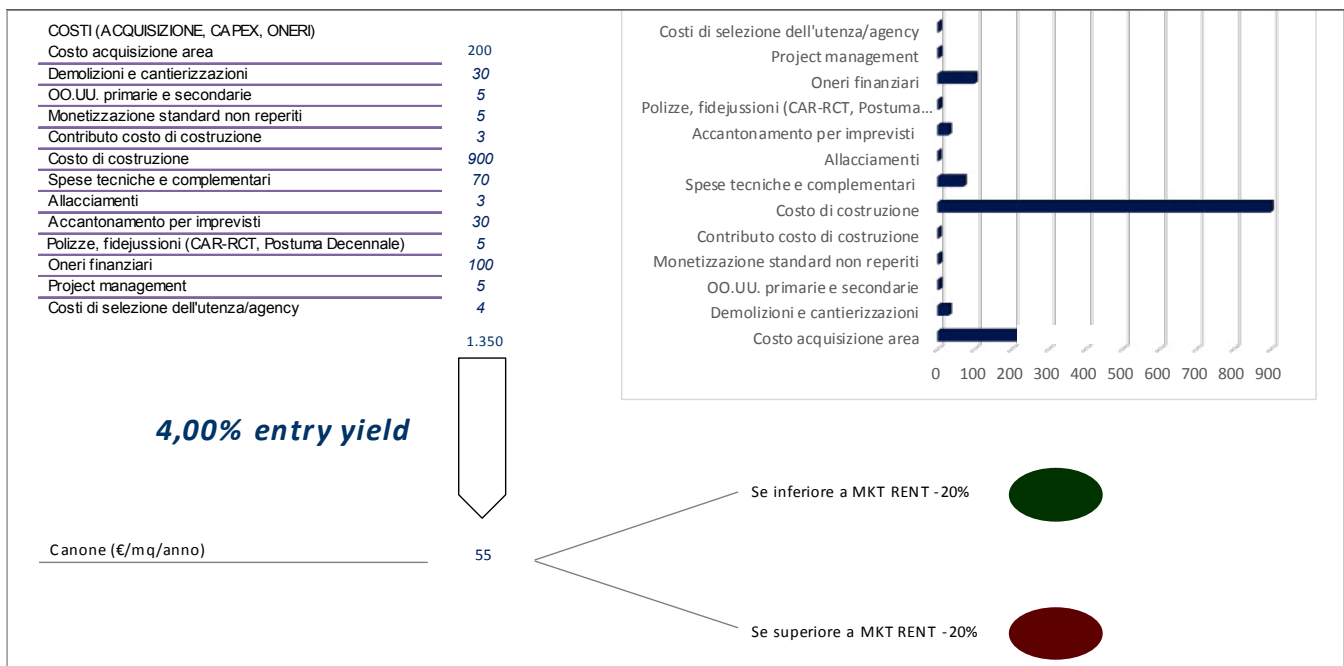 COSTI (ACQUISIZIONE, CAPEX, ONERI)
Costo acquisizione area 200
Demolizioni e cantierizzazioni 30
OO.UU. primarie e secondarie 5
Monetizzazione standard non reperiti 5
Contributo costo di costruzione 3
Costo di costruzione 900
Spese tecniche e complementari 70
Allacciamenti 3
Accantonamento per imprevisti 30
Polizze, fidejussioni (CAR-RCT, Postuma Decennale) 5
Oneri finanziari 100
Project management 5
Costi di selezione dell'utenza/agency 4
1.350
4,00% entry yield
Canone (€/mq/anno) 55
Costi di selezione dell'utenza/agency
Project management
Oneri finanziari
Polizze, fidejussioni (CAR-RCT, Postuma...
Accantonamento per imprevisti
Allacciamenti
Spese tecniche e complementari
Costo di costruzione
Contributo costo di costruzione
Monetizzazione standard non reperiti
OO.UU. primarie e secondarie
Demolizioni e cantierizzazioni
Costo acquisizione area
0 100 200 300 400 500 600 700 800 900
Se inferiore a MKT RENT -20%
Se superiore a MKT RENT -20%